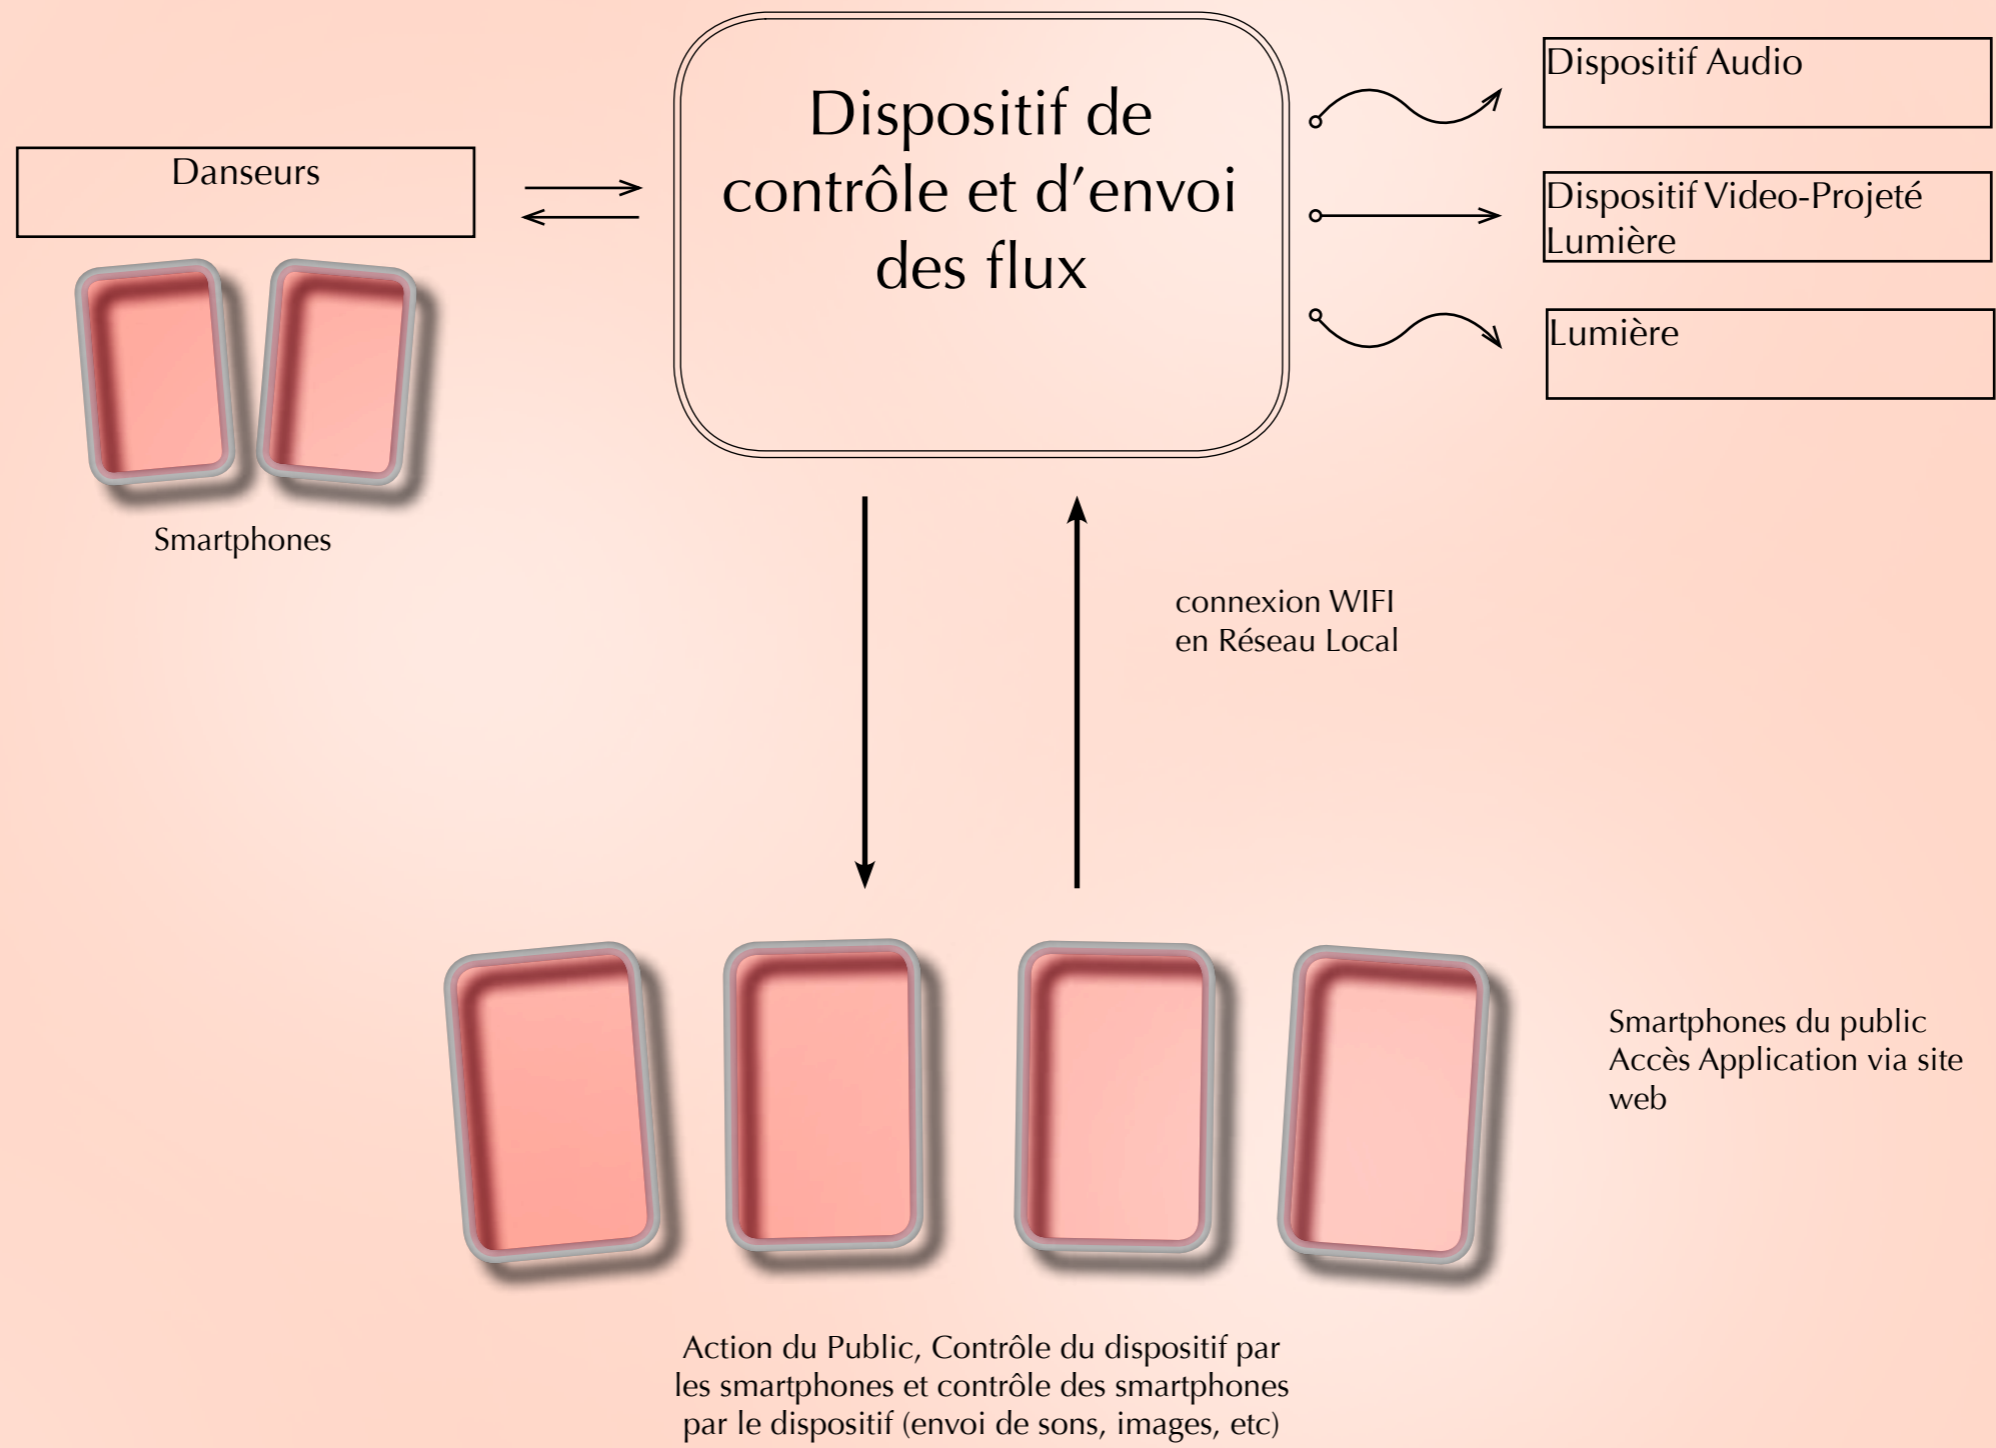 Dispositif de
contrôle et d’envoi
des flux
Danseurs
Smartphones
Dispositif Audio
Dispositif Video-Projeté
Lumière
Lumière
connexion WIFI
en Réseau Local
Smartphones du public
Accès Application via site
web
Action du Public, Contrôle du dispositif par
les smartphones et contrôle des smartphones
par le dispositif (envoi de sons, images, etc)